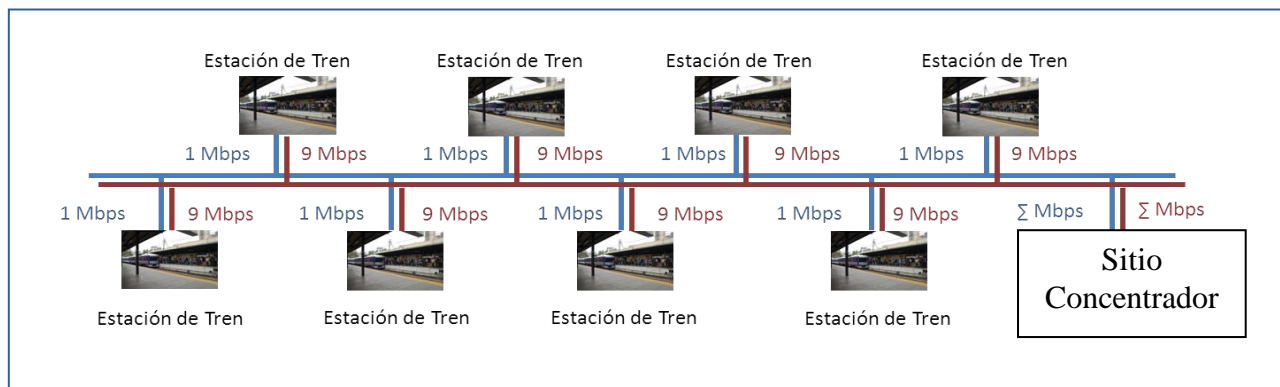 Estación de Tren
Estación de Tren
Estación de Tren
Estación de Tren
1 Mbps
9 Mbps
1 Mbps
9 Mbps
1 Mbps
9 Mbps
1 Mbps
9 Mbps
1 Mbps
9 Mbps
1 Mbps
9 Mbps
1 Mbps
9 Mbps
1 Mbps
9 Mbps
∑ Mbps
∑ Mbps
Sitio
Concentrador
Estación de Tren
Estación de Tren
Estación de Tren
Estación de Tren